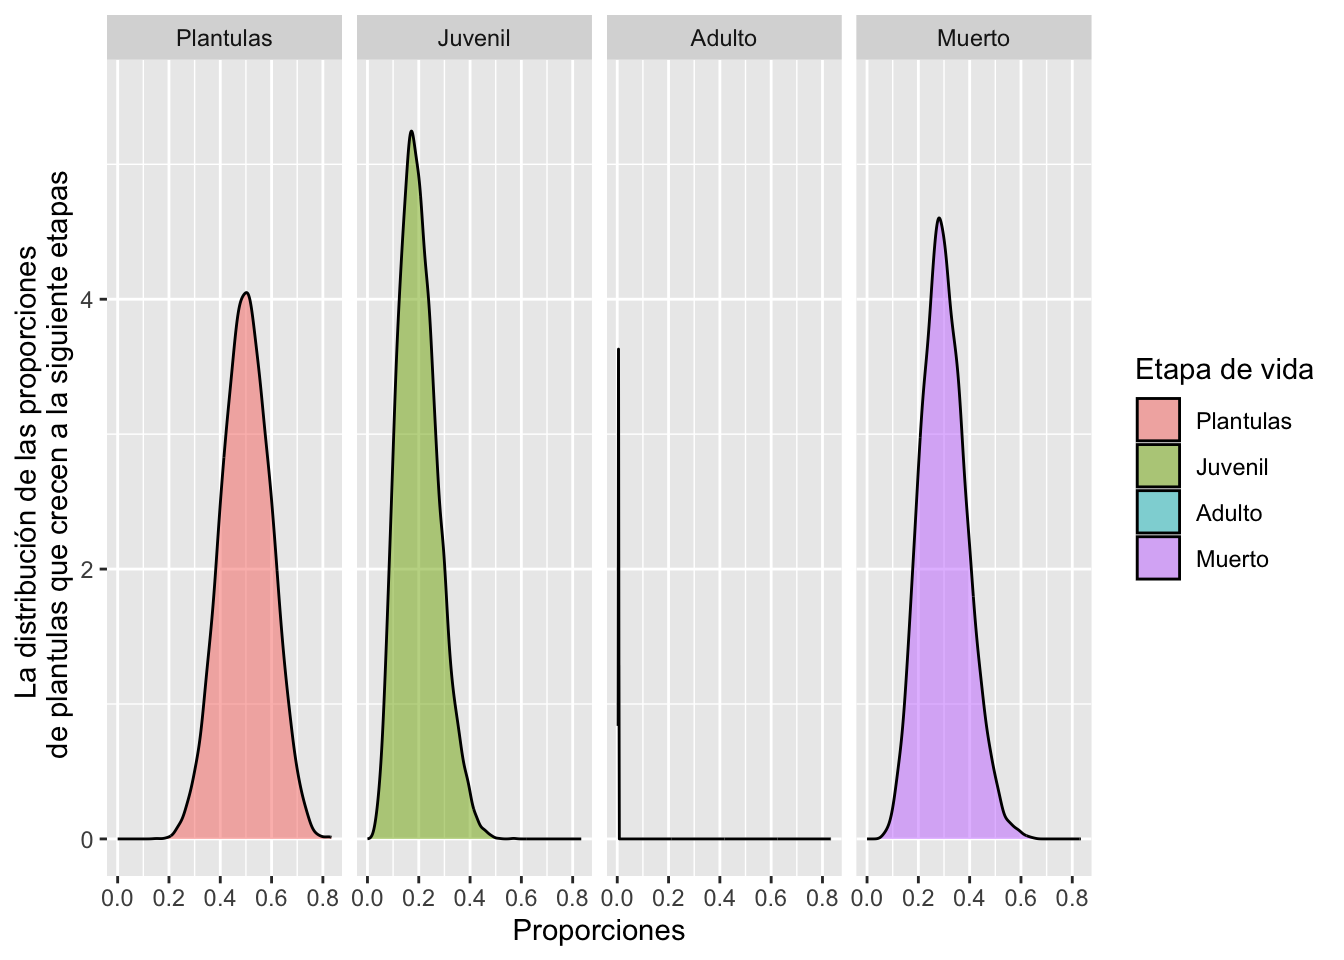 Plantulas
Juvenil
Adulto
Muerto
La distribución de las proporciones
de plantulas que crecen a la siguiente etapas
4
2
0
0.0 0.2 0.4 0.6 0.8
0.0 0.2 0.4 0.6 0.8
0.0 0.2 0.4 0.6 0.8
0.0 0.2 0.4 0.6 0.8
Proporciones
Etapa de vida
Plantulas
Juvenil
Adulto
Muerto